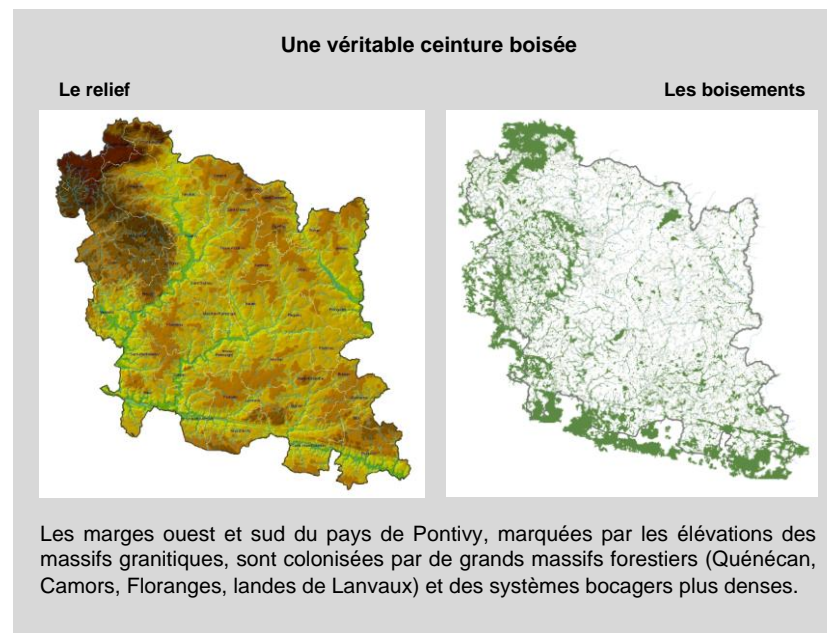 Une véritable ceinture boisée
Le relief
Les boisements
Les marges ouest et sud du pays de Pontivy, marquées par les élévations des
massifs granitiques, sont colonisées par de grands massifs forestiers (Quénécan,
Camors, Floranges, landes de Lanvaux) et des systèmes bocagers plus denses.